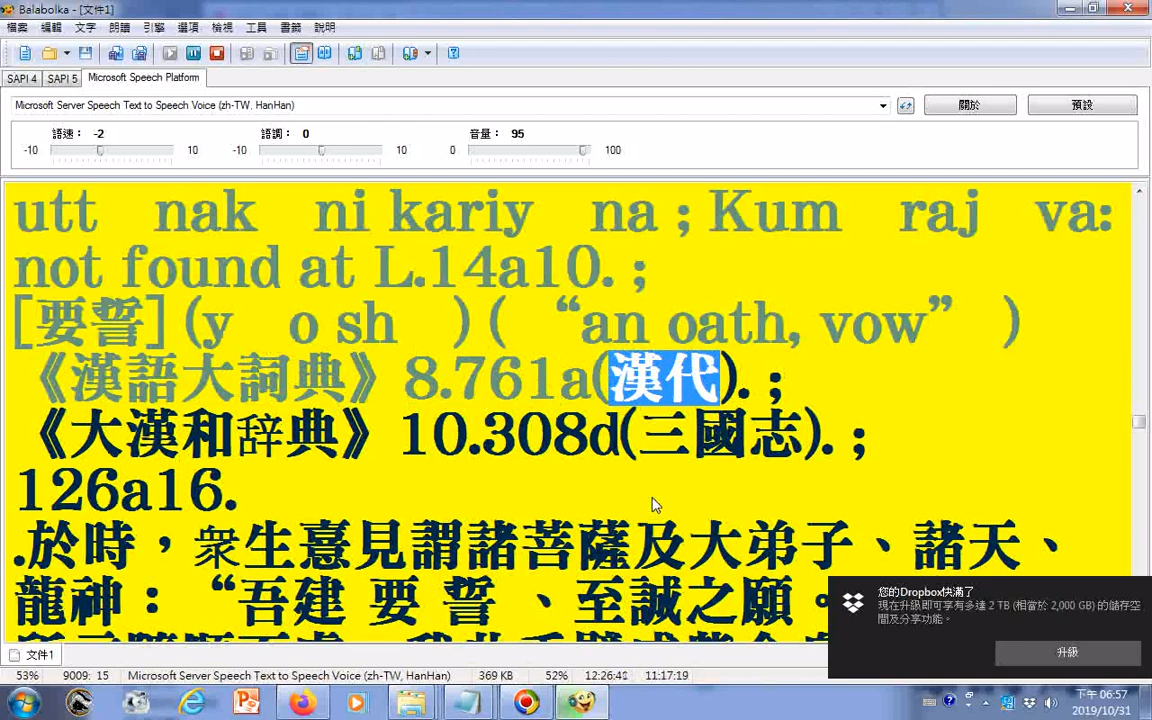 Balabolka - [文件1]
檔案 編輯 文字 朗讀 引擎 選項 檢視 工具 書籤 說明
SAPI 4 SAPI 5 Microsoft Speech Platform
Microsoft Server Speech Text to Speech Voice (zh-TW, HanHan) 關於 預設
語速： -2 語調： 0 音量： 95
-10 10 -10 10 0 100
utt nak ni kariy na ; Kum raj va:
not found at L.14a10. ;
[要誓] (y o sh )( “an oath, vow” )
《漢語大詞典》 8.761a(漢代). ;
《大漢和辞典》 10.308d(三國志). ;
126a16.
.於時，衆生憙見謂諸菩薩及大弟子、諸天、
龍神：“吾建 要 誓 、至誠之願。
您的Dropbox快滿了
現在升級即可享有多達 2 TB (相當於 2,000 GB) 的儲存空
間及分享功能。
升級
文件1
53% 9009: 15 Microsoft Server Speech Text to Speech Voice (zh-TW, HanHan) 369 KB 52% 12:26:41 11:17:19
下午 06:57
2019/10/31